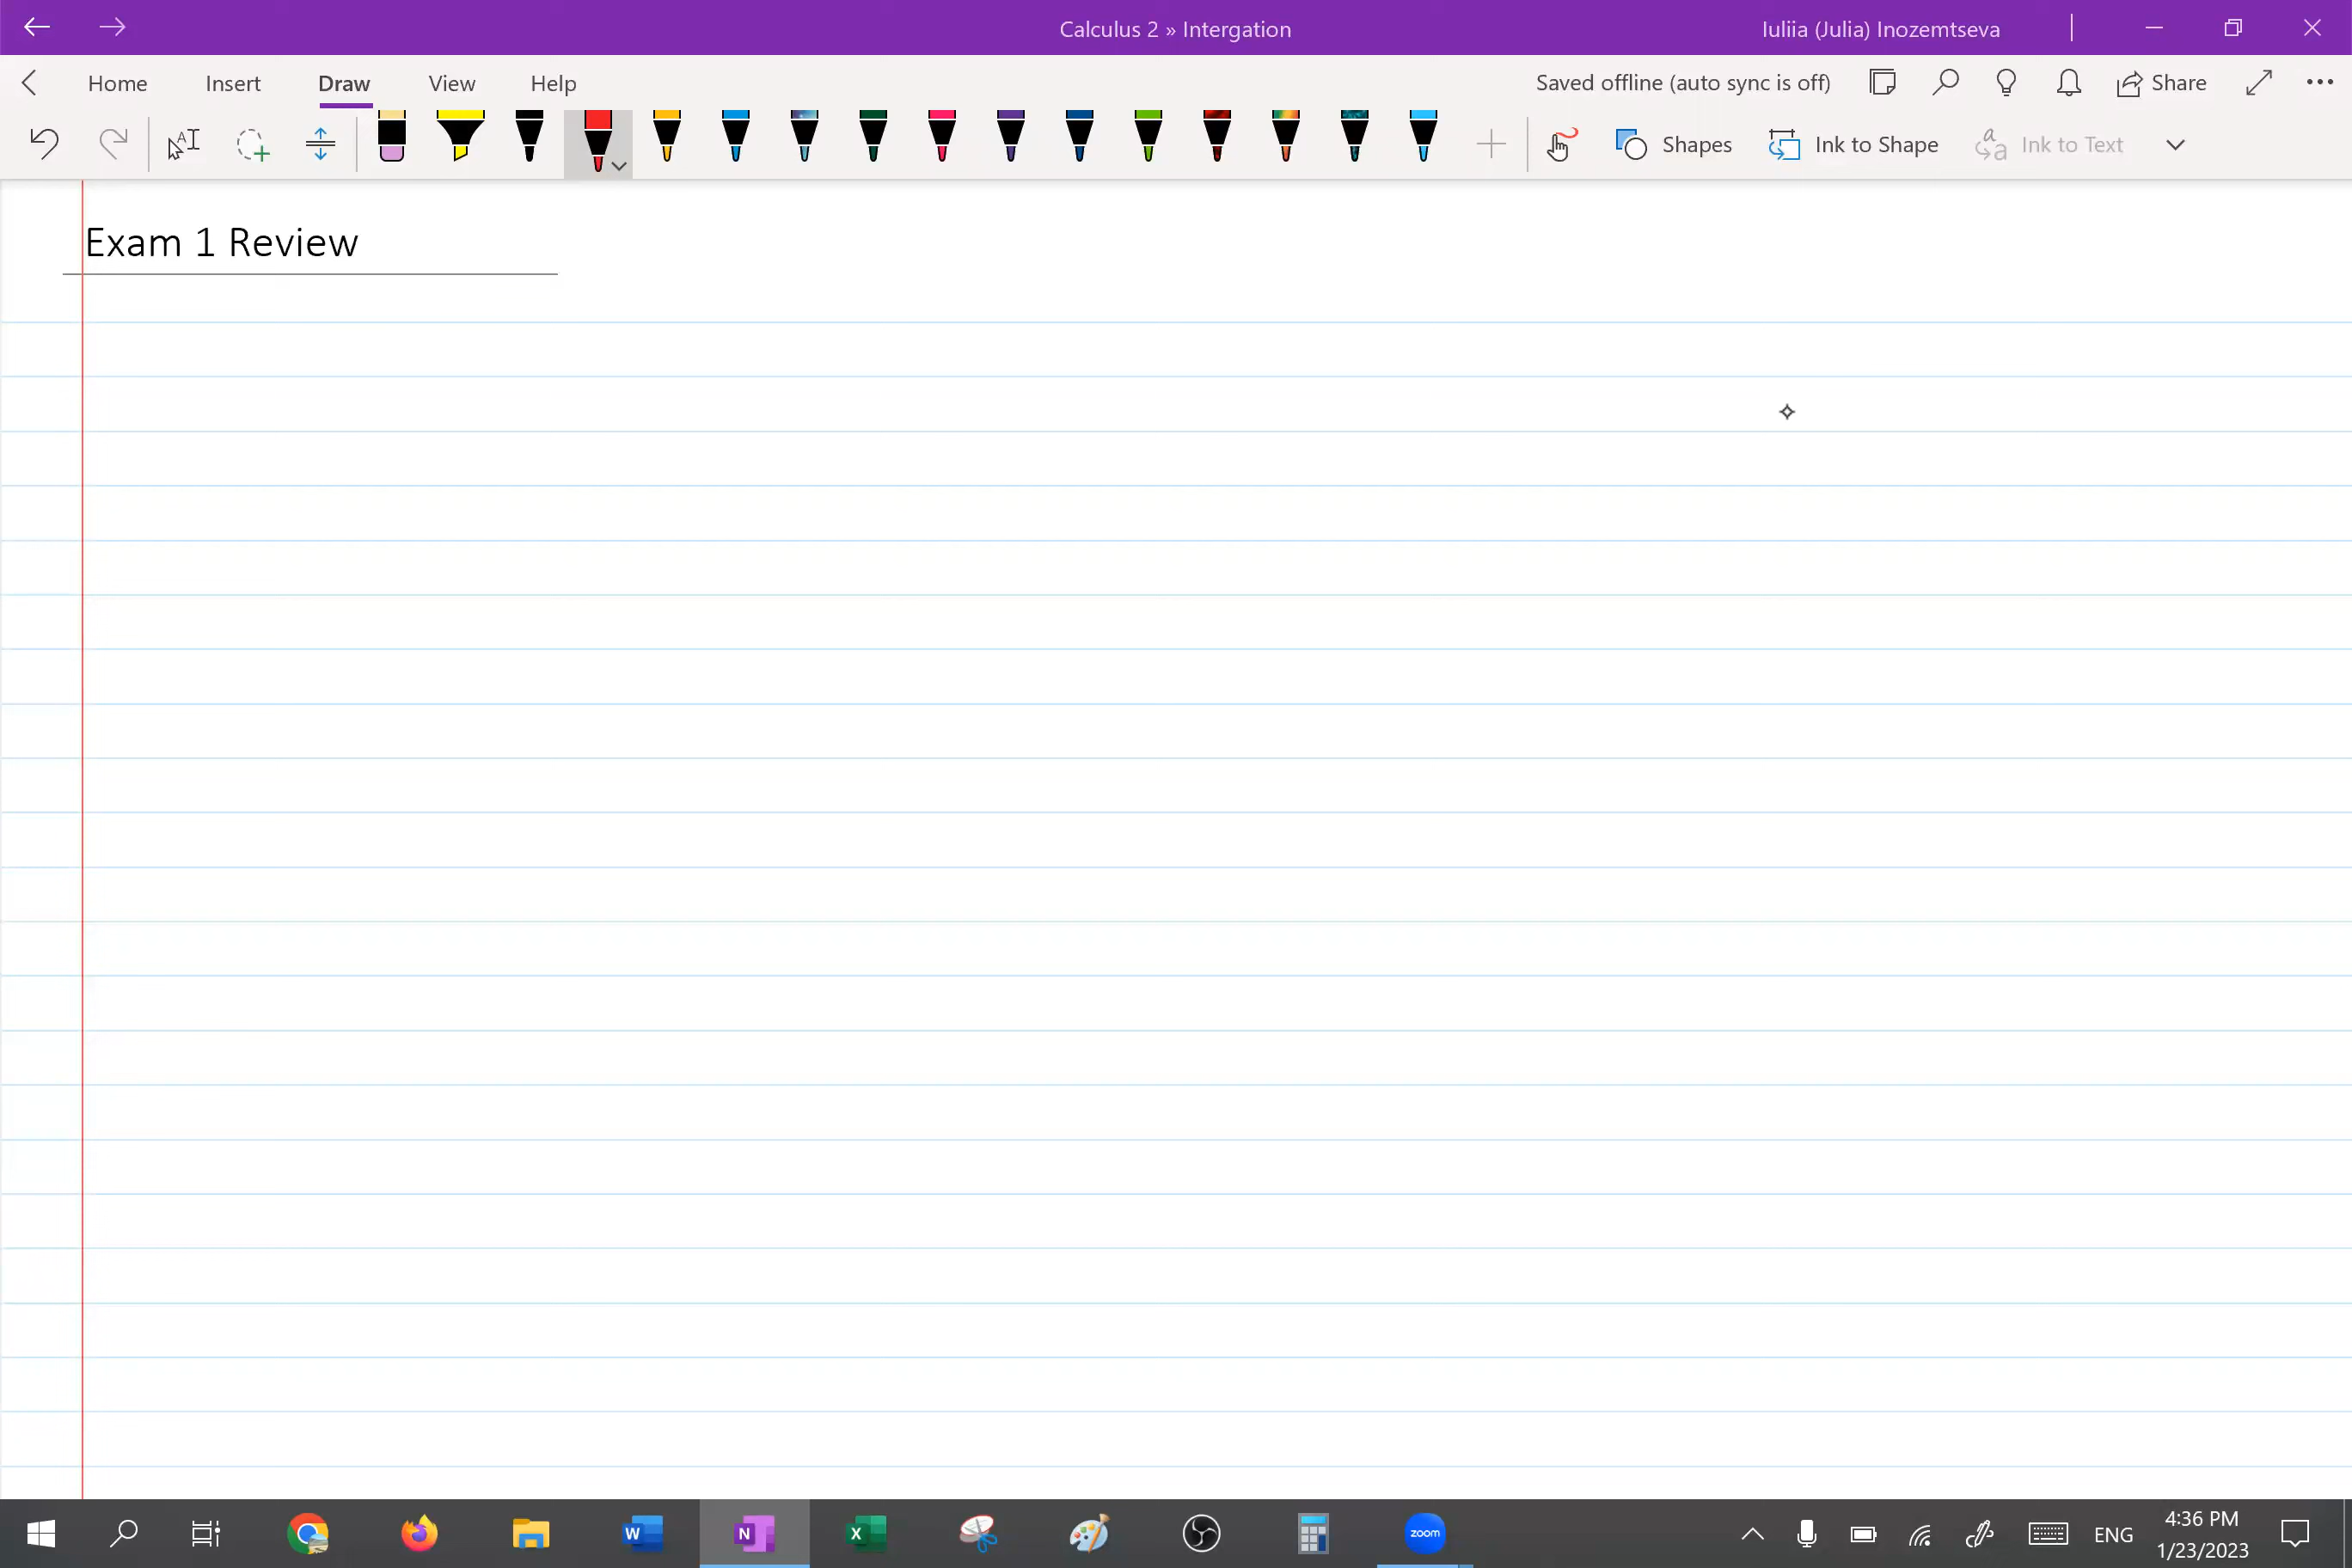 Calculus 2 » Intergation
Iuliia (Julia) Inozemtseva
Home Insert Draw View Help
Saved offline (auto sync is off)
Share
Shapes
Ink to Shape
Ink to Text
Exam 1 Review
zoom
ENG
4:36 PM
1/23/2023